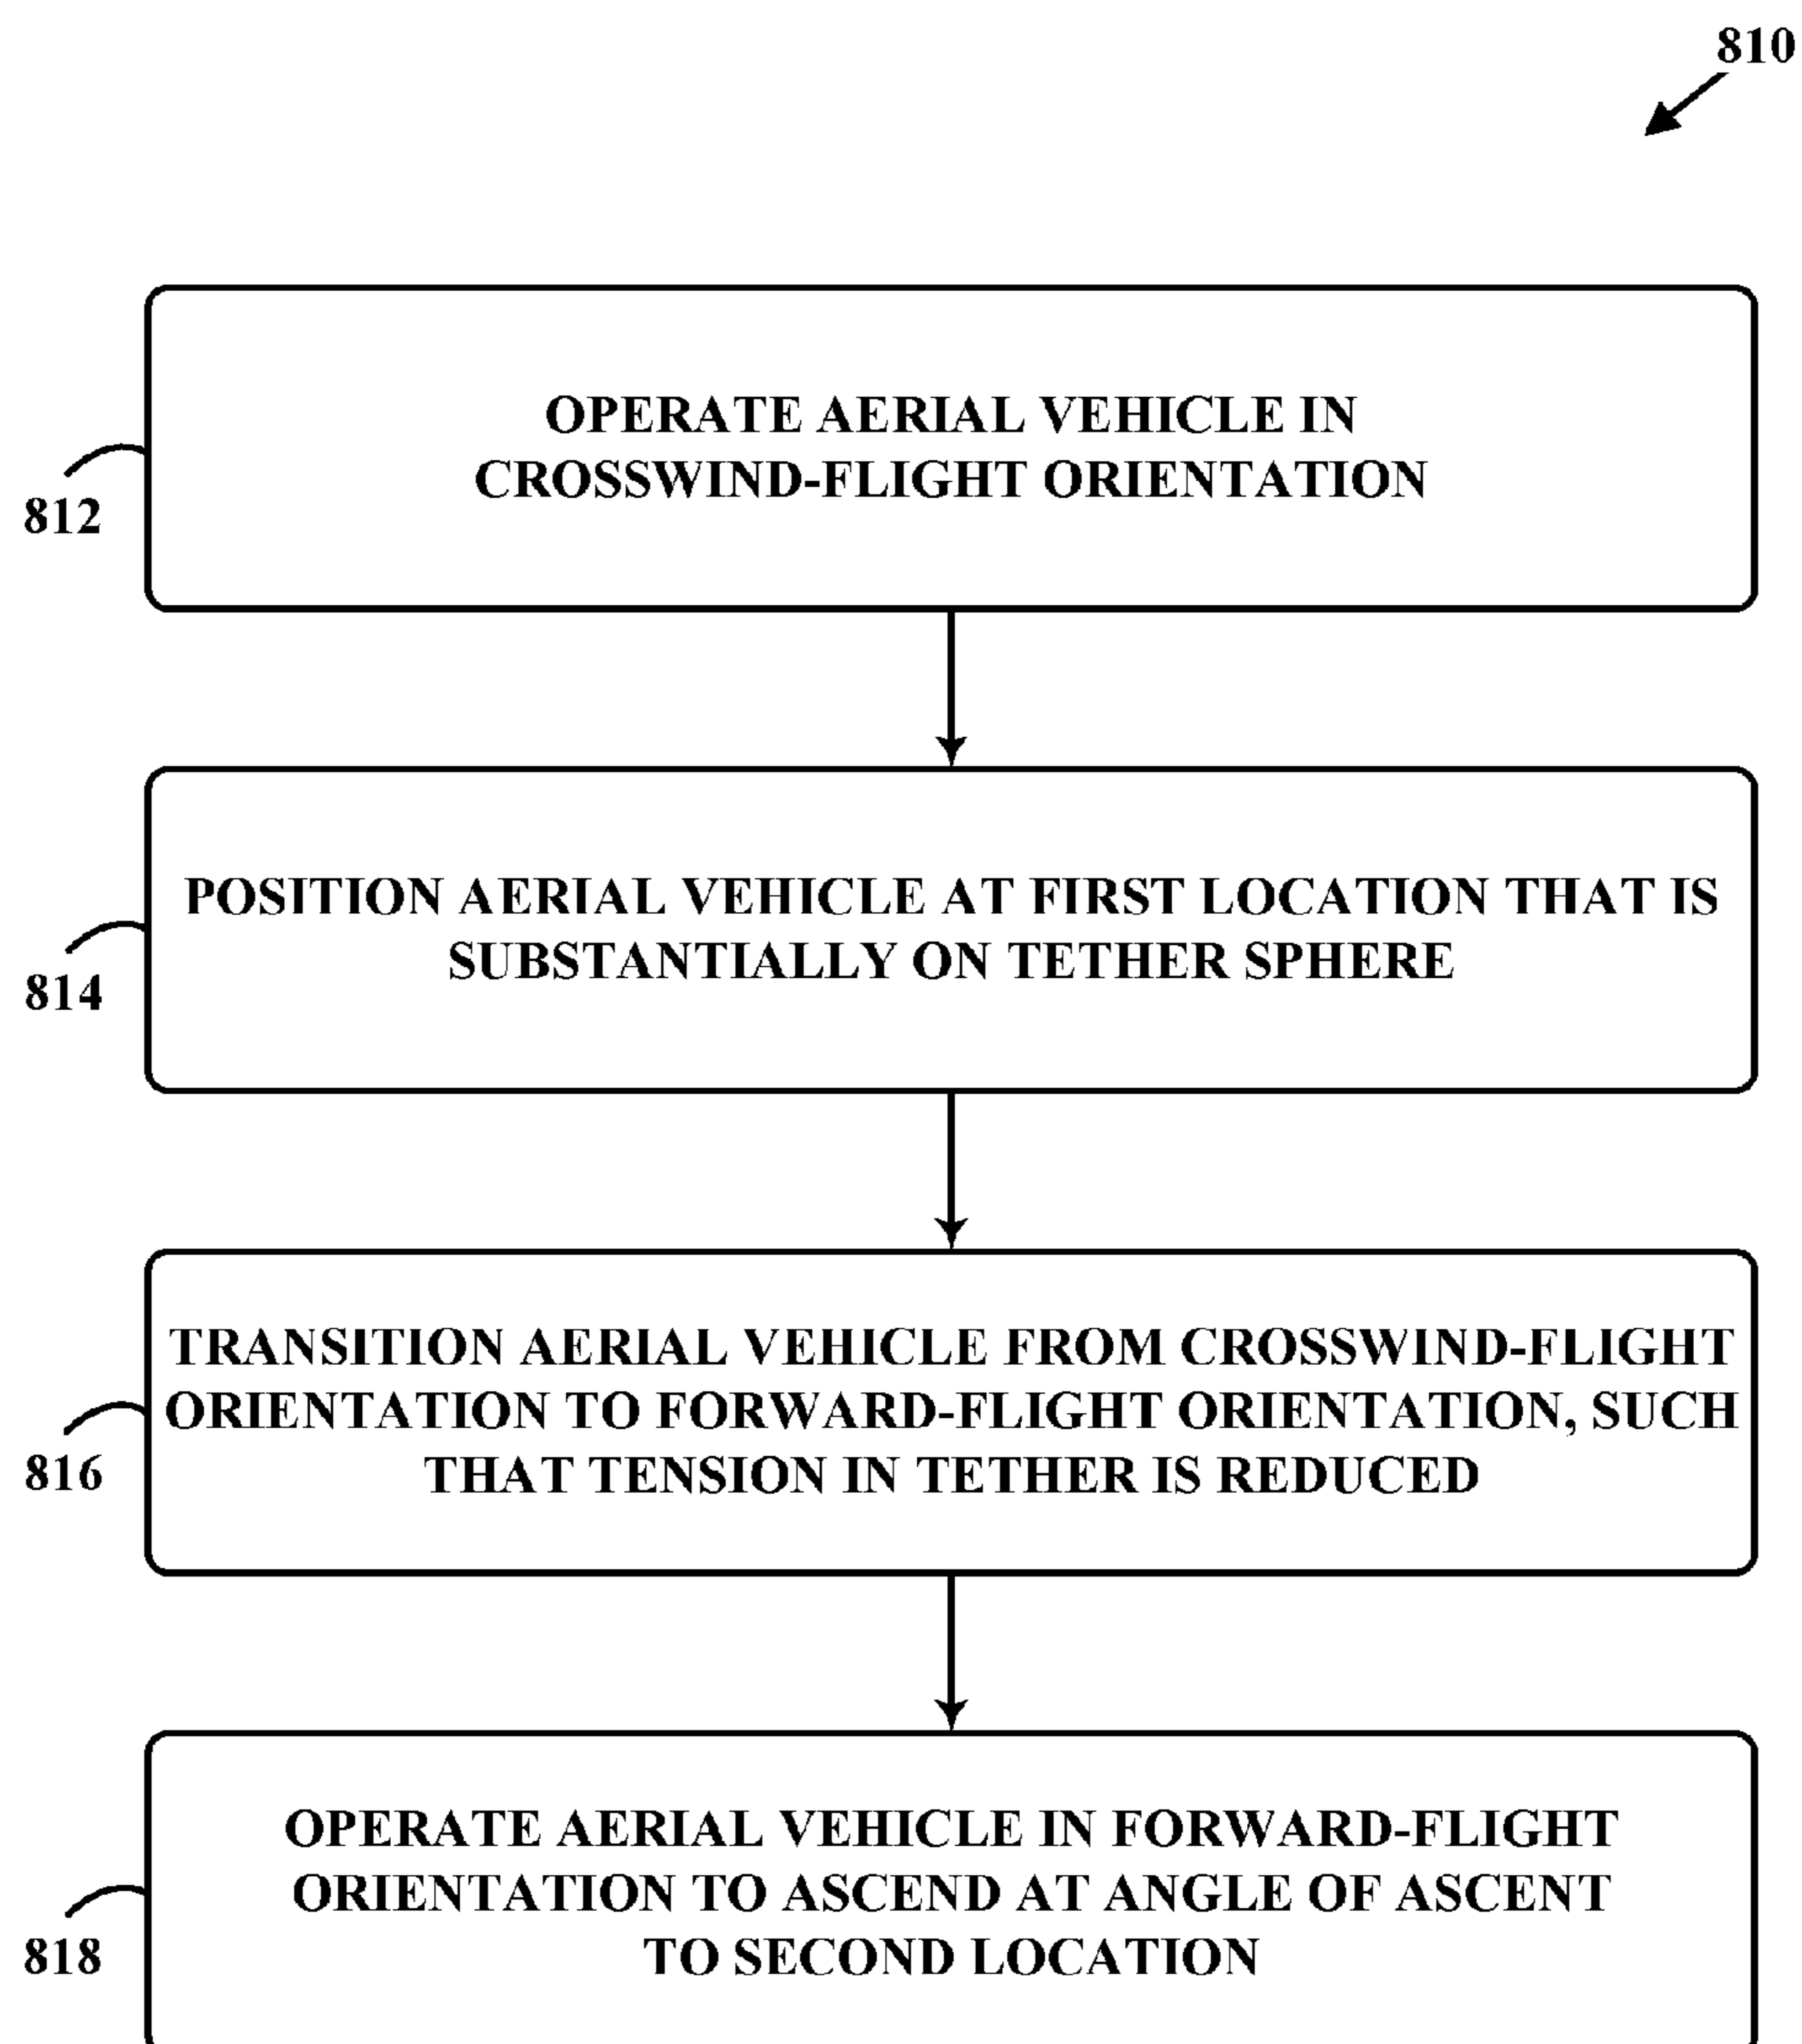 810
OPERATE AERIAL VEHICLE IN
CROSSWIND-FLIGHT ORIENTATION
812
POSITION AERIAL VEHICLE AT FIRST LOCATION THAT IS
SUBSTANTIALLY ON TETHER SPHERE
814
TRANSITION AERIAL VEHICLE FROM CROSSWIND-FLIGHT
ORIENTATION TO FORWARD-FLIGHT ORIENTATION, SUCH
THAT TENSION IN TETHER IS REDUCED
816
OPERATE AERIAL VEHICLE IN FORWARD-FLIGHT
ORIENTATION TO ASCEND AT ANGLE OF ASCENT
TO SECOND LOCATION
818